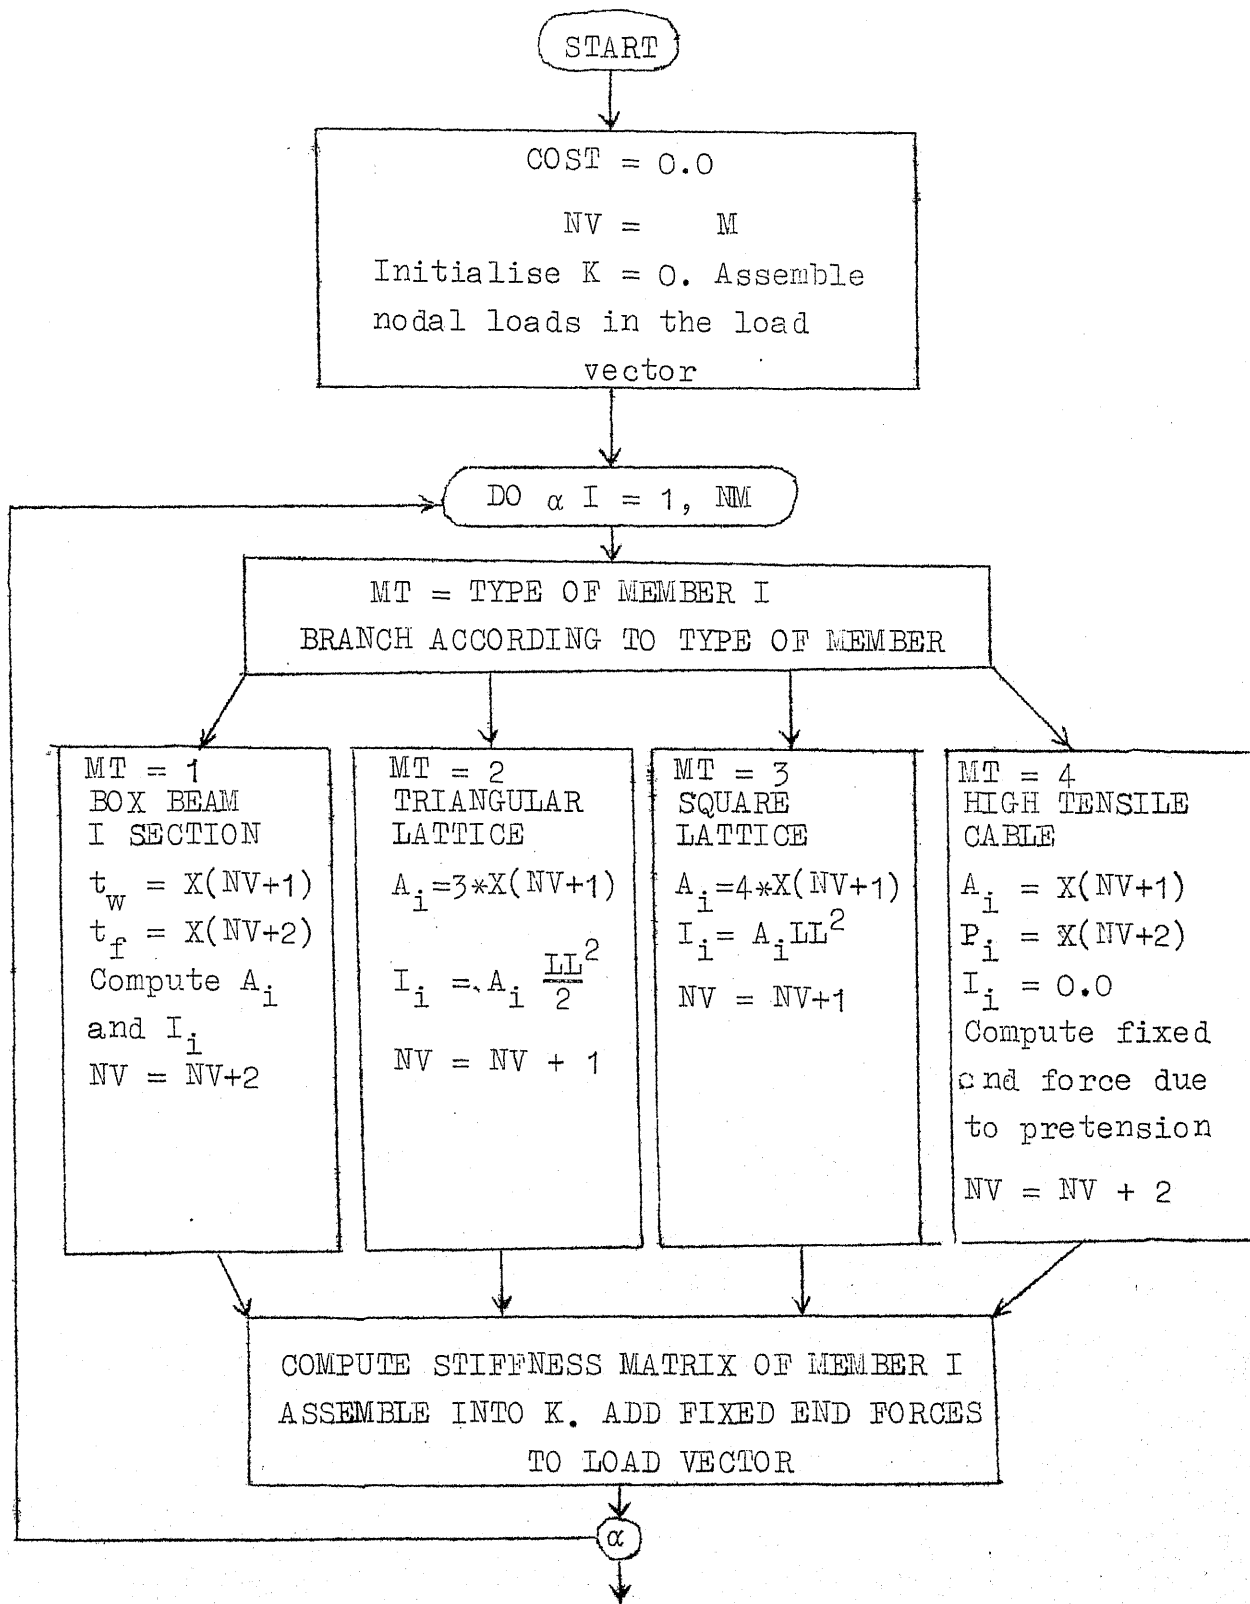 START
COST = 0.0
NV = M
Initialise K = 0. Assemble
nodal loads in the load
vector
DO α I = 1, NM
MT = TYPE OF MEMBER I
BRANCH ACCORDING TO TYPE OF MEMBER
MT = 1
BOX BEAM
I SECTION
t_w = X(NV+1)
t_f = X(NV+2)
Compute A_i
and I_i
NV = NV+2
MT = 2
TRIANGULAR
LATTICE
A_i=3*X(NV+1)
I_i = A_i LL²/2
NV = NV + 1
MT = 3
SQUARE
LATTICE
A_i=4*X(NV+1)
I_i= A_iLL²
NV = NV+1
MT = 4
HIGH TENSILE
CABLE
A_i = X(NV+1)
P_i = X(NV+2)
I_i = 0.0
Compute fixed
end force due
to pretension
NV = NV + 2
COMPUTE STIFFNESS MATRIX OF MEMBER I
ASSEMBLE INTO K. ADD FIXED END FORCES
TO LOAD VECTOR
α